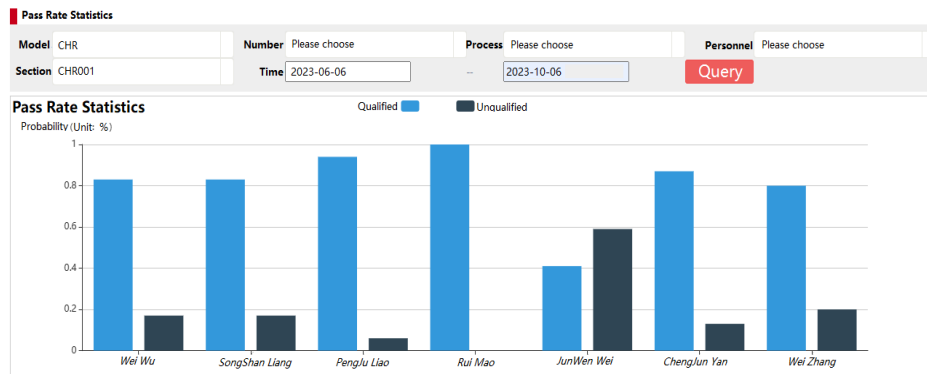 Pass Rate Statistics
Model CHR Number Please choose Process Please choose Personnel Please choose
Section CHR001 Time 2023-06-06 -- 2023-10-06 Query
Pass Rate Statistics Qualified Unqualified
Probability (Unit: %)
1
0.8
0.6
0.4
0.2
0
Wei Wu SongShan Liang PengJu Liao Rui Mao JunWen Wei ChengJun Yan Wei Zhang